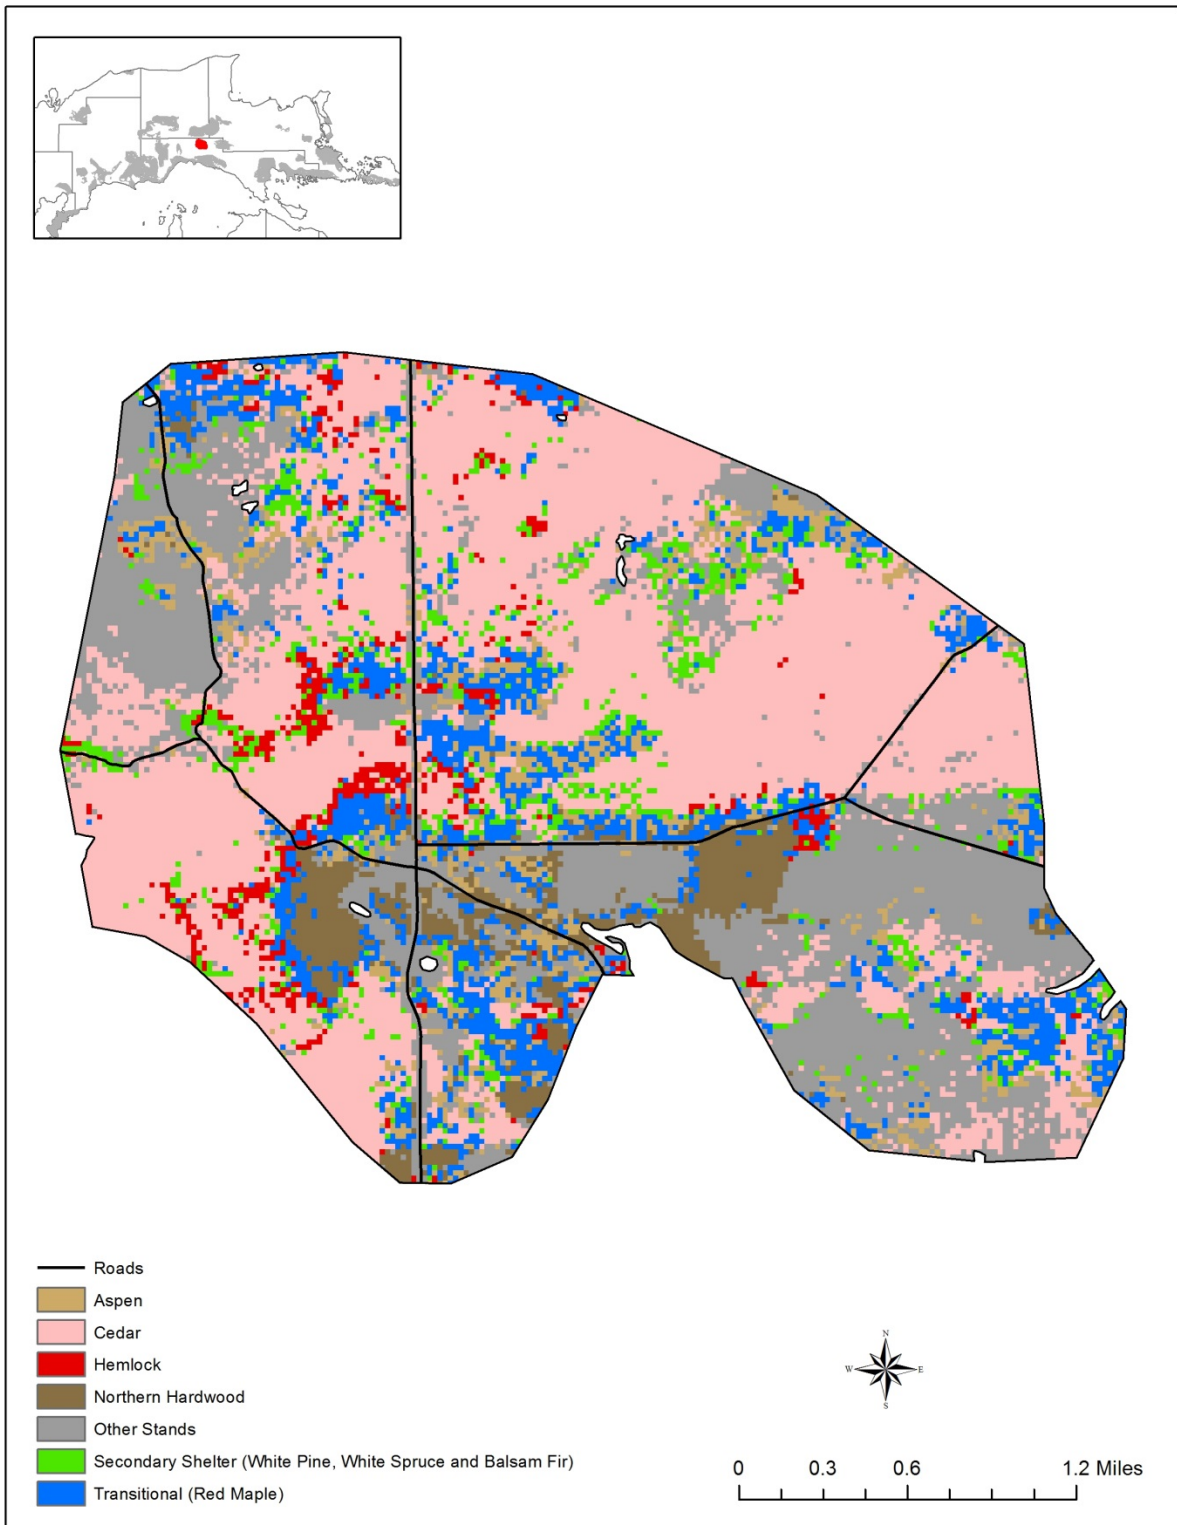 Roads
Aspen
Cedar
Hemlock
Northern Hardwood
Other Stands
Secondary Shelter (White Pine, White Spruce and Balsam Fir)
Transitional (Red Maple)
N
W E
S
0 0.3 0.6 1.2 Miles